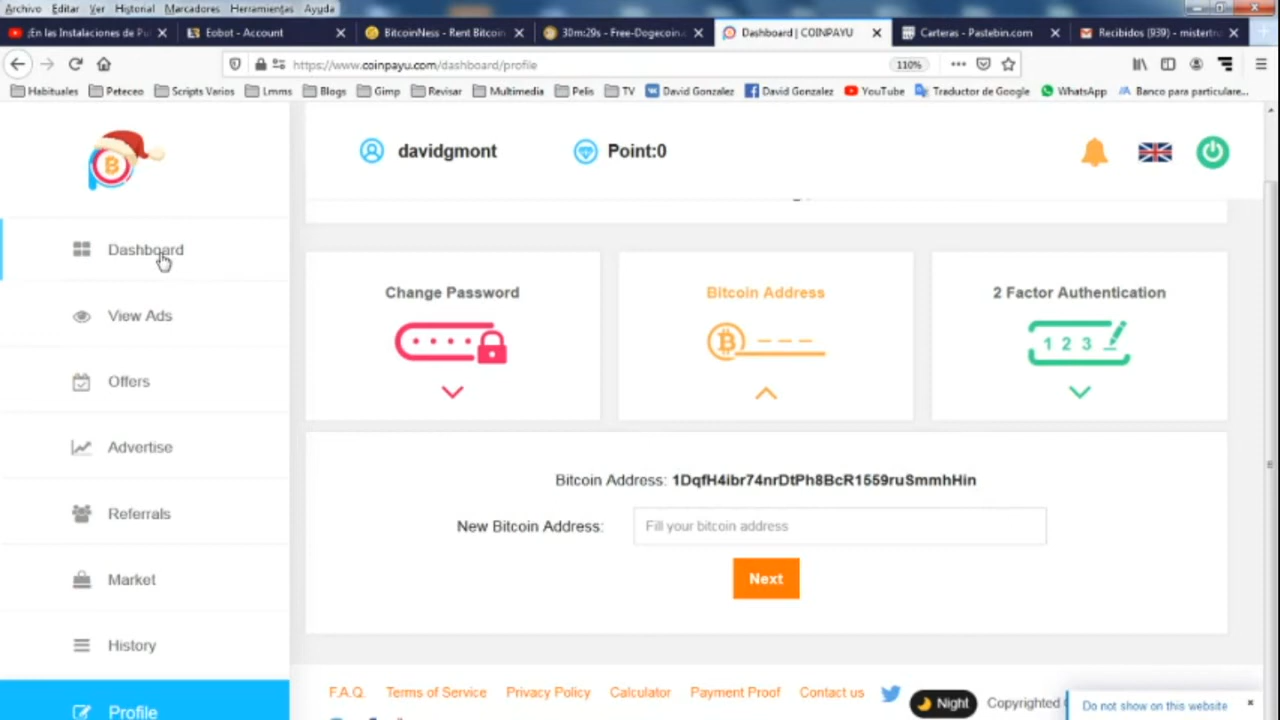 Archivo Editar Ver Historial Marcadores Herramientas Ayuda
¡En las Instalaciones de Pu
Eobot - Account
BitcoinNess - Rent Bitcoin
30m:29s - Free-Dogecoin.c
Dashboard | COINPAYU
Carteras - Pastebin.com
Recibidos (939) - mistertr
https://www.coinpayu.com/dashboard/profile
110%
Habituales Peteceo Scripts Varios Lmms Blogs Gimp Revisar Multimedia Pelis TV David Gonzalez David Gonzalez YouTube Traductor de Google WhatsApp Banco para particulare...
davidgmont
Point:0
Dashboard
View Ads
Offers
Advertise
Referrals
Market
History
Profile
Change Password
Bitcoin Address
2 Factor Authentication
1 2 3
Bitcoin Address: 1DqfH4ibr74nrDtPh8BcR1559ruSmmhHin
New Bitcoin Address:
Fill your bitcoin address
Next
F.A.Q. Terms of Service Privacy Policy Calculator Payment Proof Contact us
Night
Copyrighted
Do not show on this website